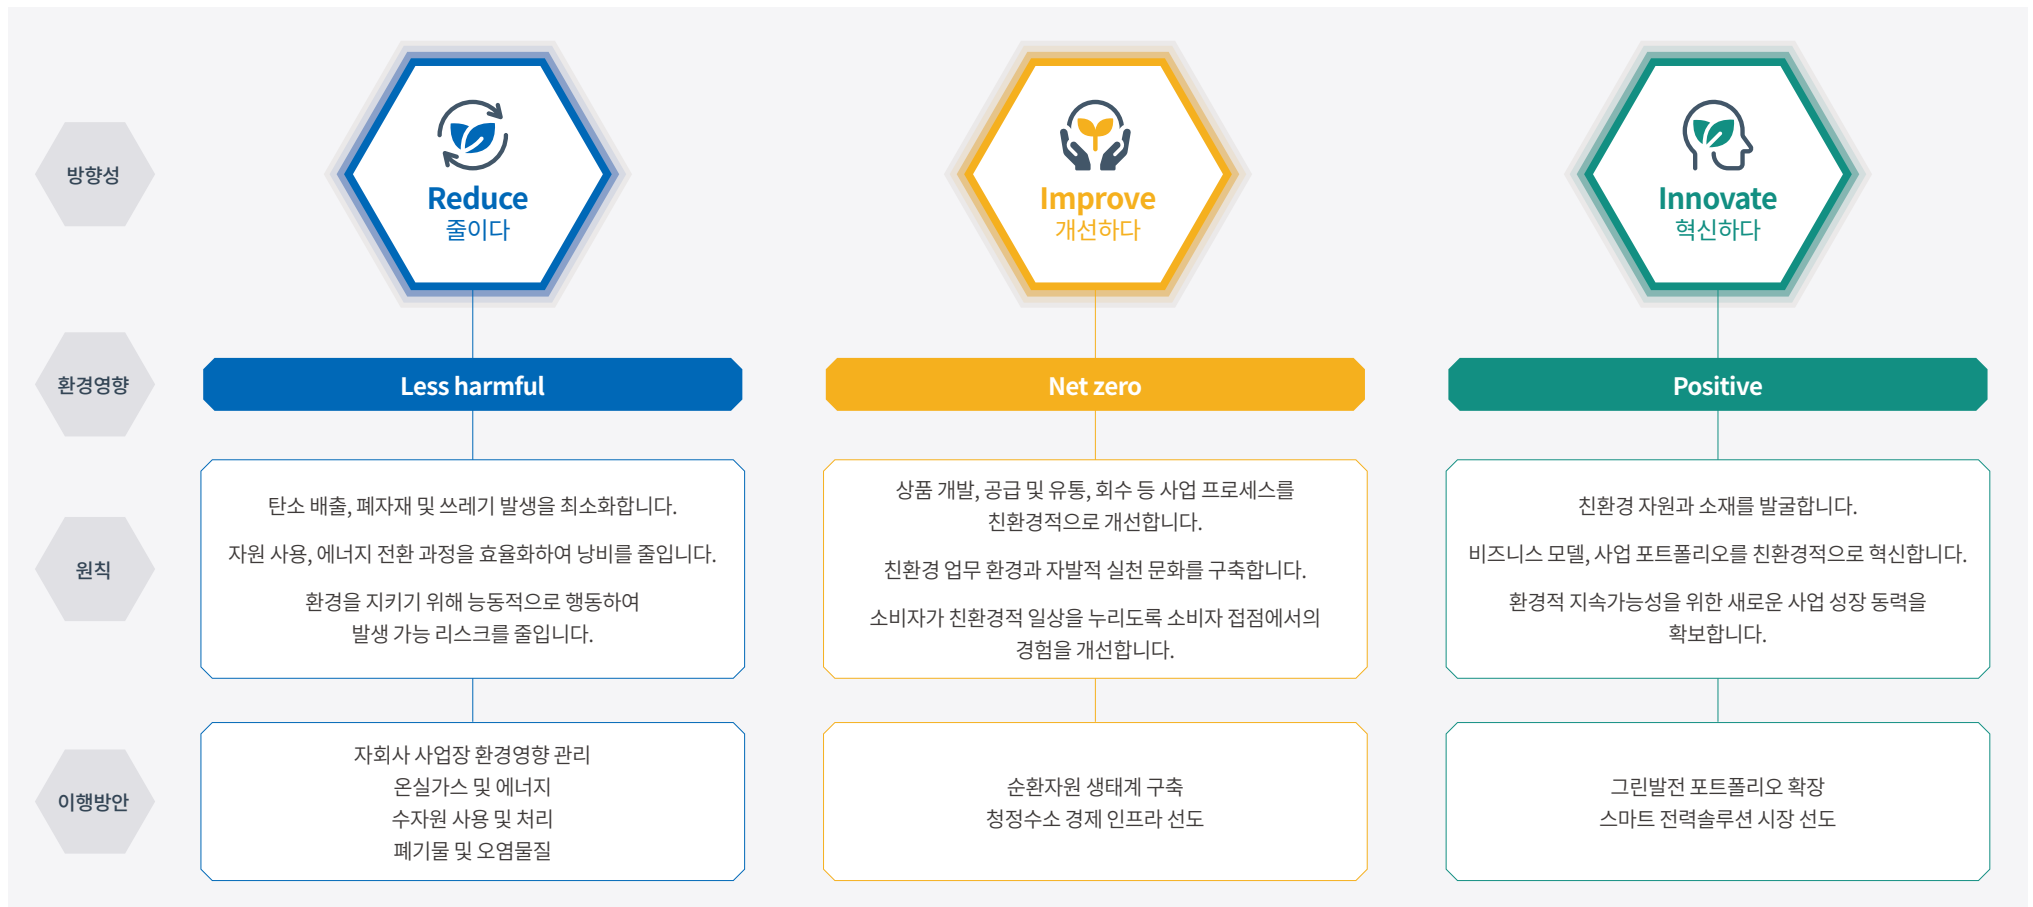 방향성
Reduce
줄이다
Improve
개선하다
Innovate
혁신하다
환경영향
Less harmful
Net zero
Positive
원칙
탄소 배출, 폐자재 및 쓰레기 발생을 최소화합니다.
자원 사용, 에너지 전환 과정을 효율화하여 낭비를 줄입니다.
환경을 지키기 위해 능동적으로 행동하여
발생 가능 리스크를 줄입니다.
상품 개발, 공급 및 유통, 회수 등 사업 프로세스를
친환경적으로 개선합니다.
친환경 업무 환경과 자발적 실천 문화를 구축합니다.
소비자가 친환경적 일상을 누리도록 소비자 접점에서의
경험을 개선합니다.
친환경 자원과 소재를 발굴합니다.
비즈니스 모델, 사업 포트폴리오를 친환경적으로 혁신합니다.
환경적 지속가능성을 위한 새로운 사업 성장 동력을
확보합니다.
이행방안
자회사 사업장 환경영향 관리
온실가스 및 에너지
수자원 사용 및 처리
폐기물 및 오염물질
순환자원 생태계 구축
청정수소 경제 인프라 선도
그린발전 포트폴리오 확장
스마트 전력솔루션 시장 선도